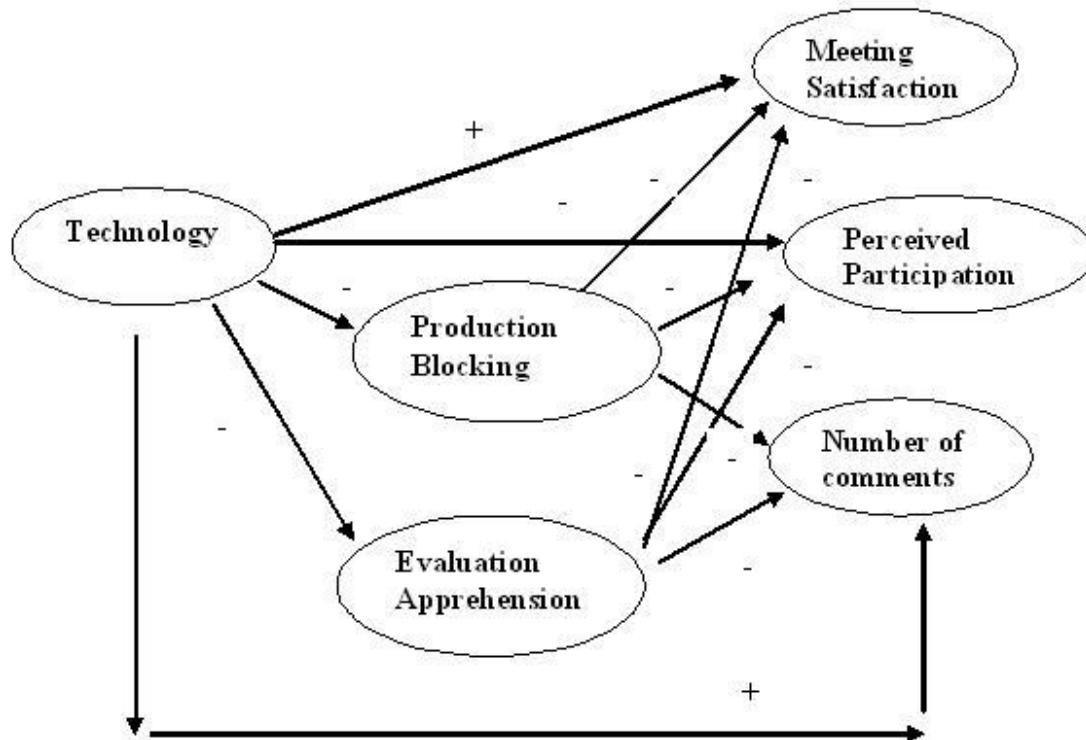 Meeting
Satisfaction
+
-
-
-
Technology
Perceived
Participation
-
-
Production
Blocking
-
-
Number of
comments
-
-
Evaluation
Apprehension
-
+